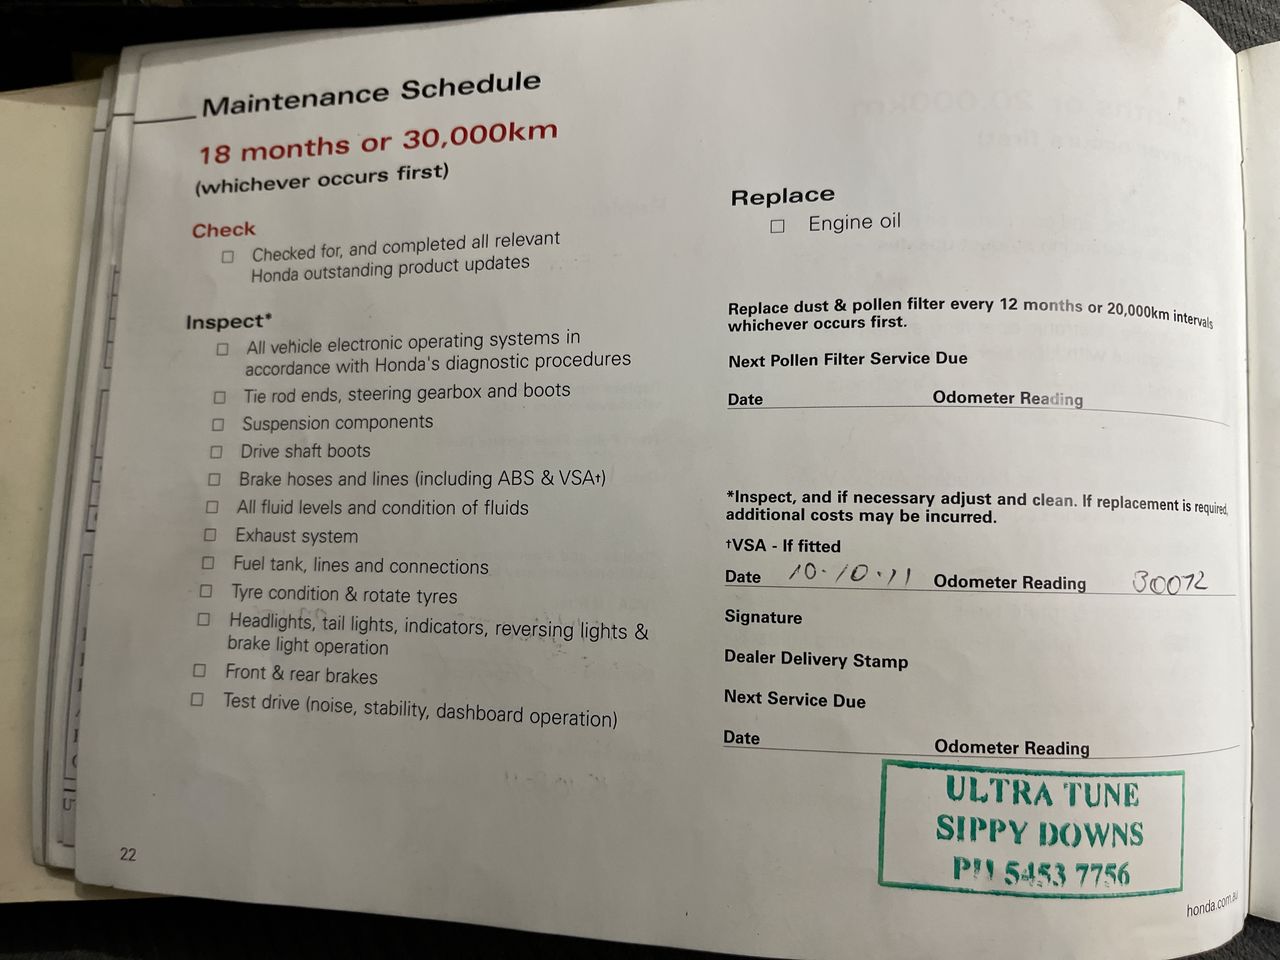 Maintenance Schedule
18 months or 30,000km
(whichever occurs first)
Check
☐ Checked for, and completed all relevant
Honda outstanding product updates
Inspect*
☐ All vehicle electronic operating systems in
accordance with Honda's diagnostic procedures
☐ Tie rod ends, steering gearbox and boots
☐ Suspension components
☐ Drive shaft boots
☐ Brake hoses and lines (including ABS & VSA†)
☐ All fluid levels and condition of fluids
☐ Exhaust system
☐ Fuel tank, lines and connections
☐ Tyre condition & rotate tyres
☐ Headlights, tail lights, indicators, reversing lights &
brake light operation
☐ Front & rear brakes
☐ Test drive (noise, stability, dashboard operation)
22
Replace
☐ Engine oil
Replace dust & pollen filter every 12 months or 20,000km intervals
whichever occurs first.
Next Pollen Filter Service Due
Date Odometer Reading
*Inspect, and if necessary adjust and clean. If replacement is required,
additional costs may be incurred.
†VSA - If fitted
Date 10.10.11 Odometer Reading 30072
Signature
Dealer Delivery Stamp
Next Service Due
Date Odometer Reading
ULTRA TUNE
SIPPY DOWNS
PH 5453 7756
honda.com.au